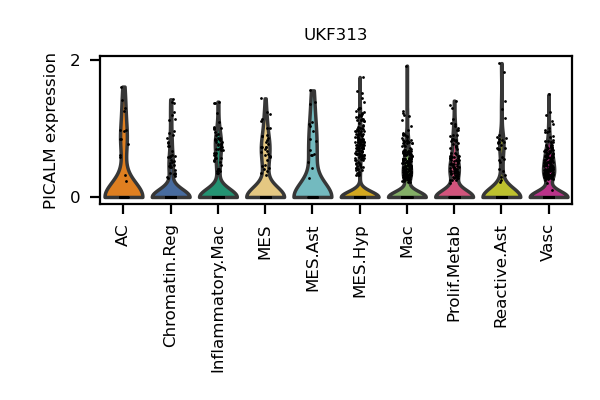 UKF313
PICALM expression
2
0
AC
Chromatin.Reg
Inflammatory.Mac
MES
MES.Ast
MES.Hyp
Mac
Prolif.Metab
Reactive.Ast
Vasc